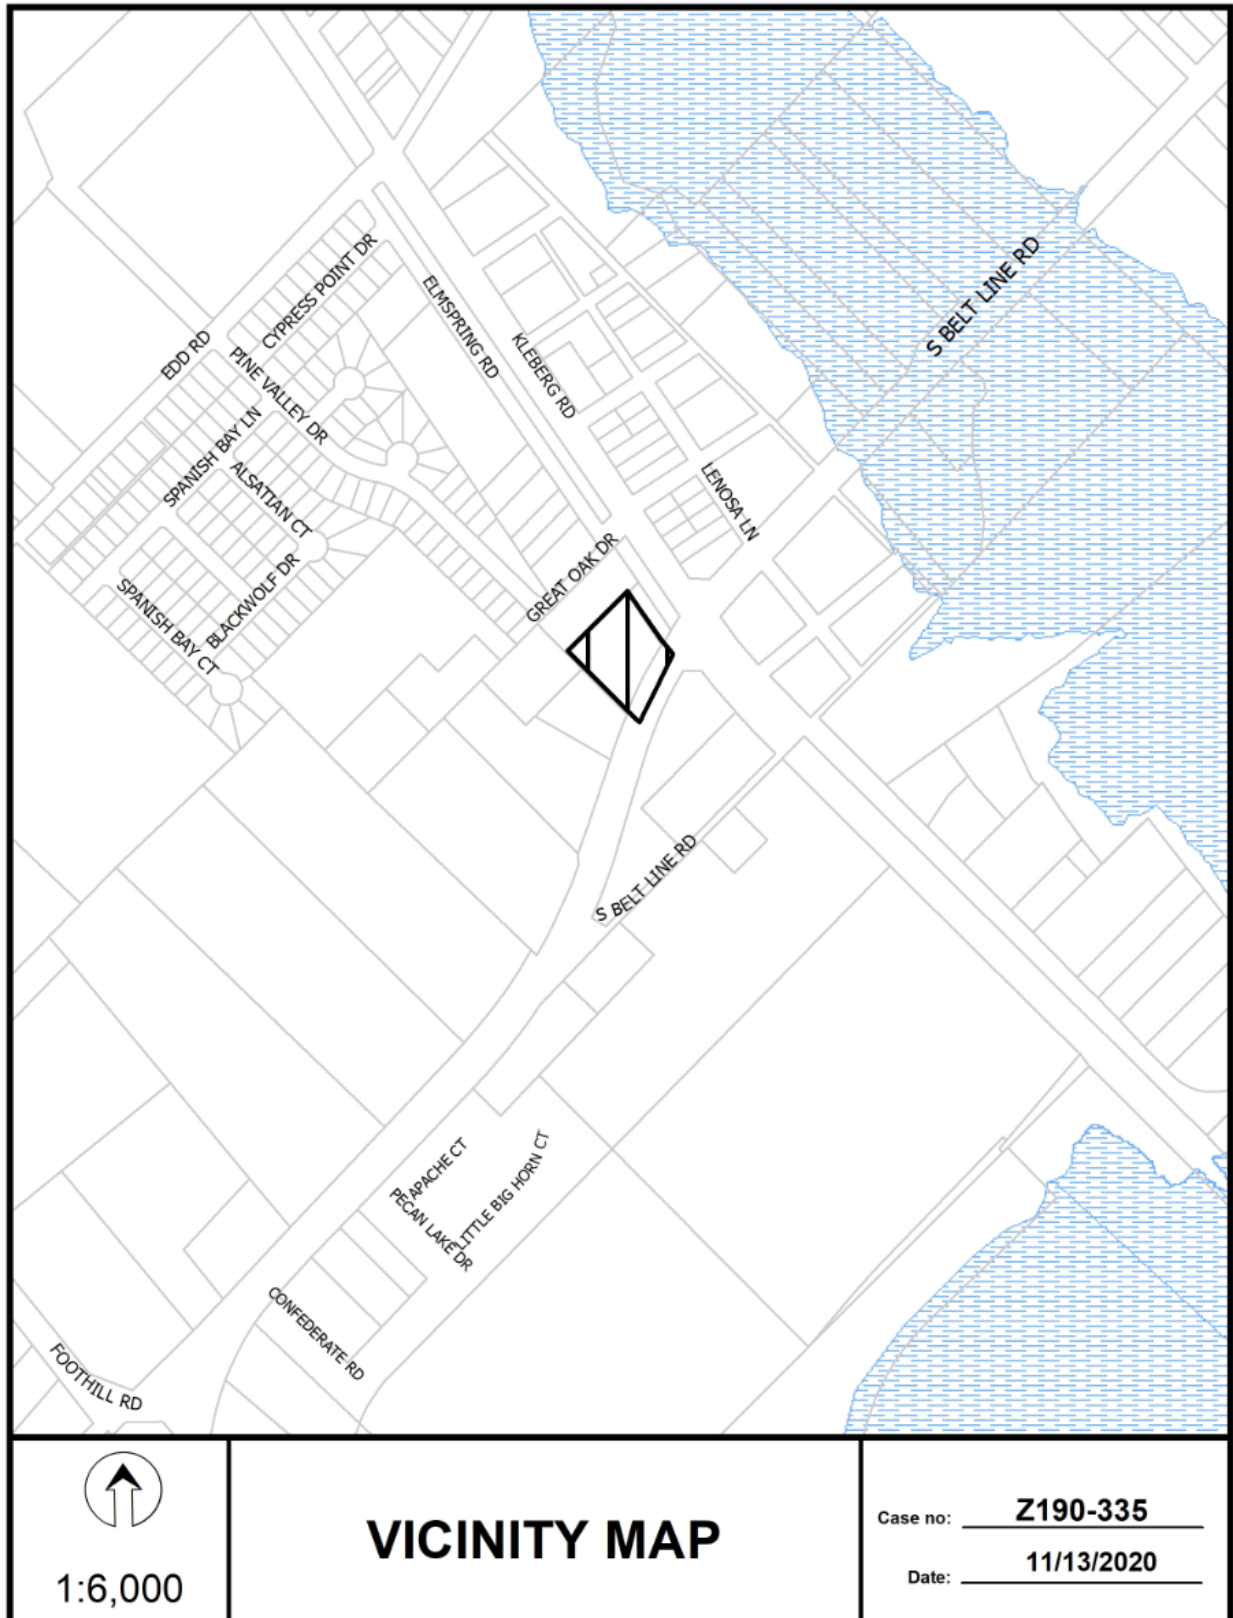 S BELT LINE RD
CYPRESS POINT DR
ELMSPRING RD
EDD RD
PINE VALLEY DR
KLEBERG RD
SPANISH BAY LN
ALSATIAN CT
LENOSA LN
GREAT OAK DR
BLACKWOLF DR
SPANISH BAY CT
S BELT LINE RD
APACHE CT
LITTLE BIG HORN CT
PECAN LAKE DR
CONFEDERATE RD
FOOTHILL RD
1:6,000
VICINITY MAP
Case no: Z190-335
Date: 11/13/2020